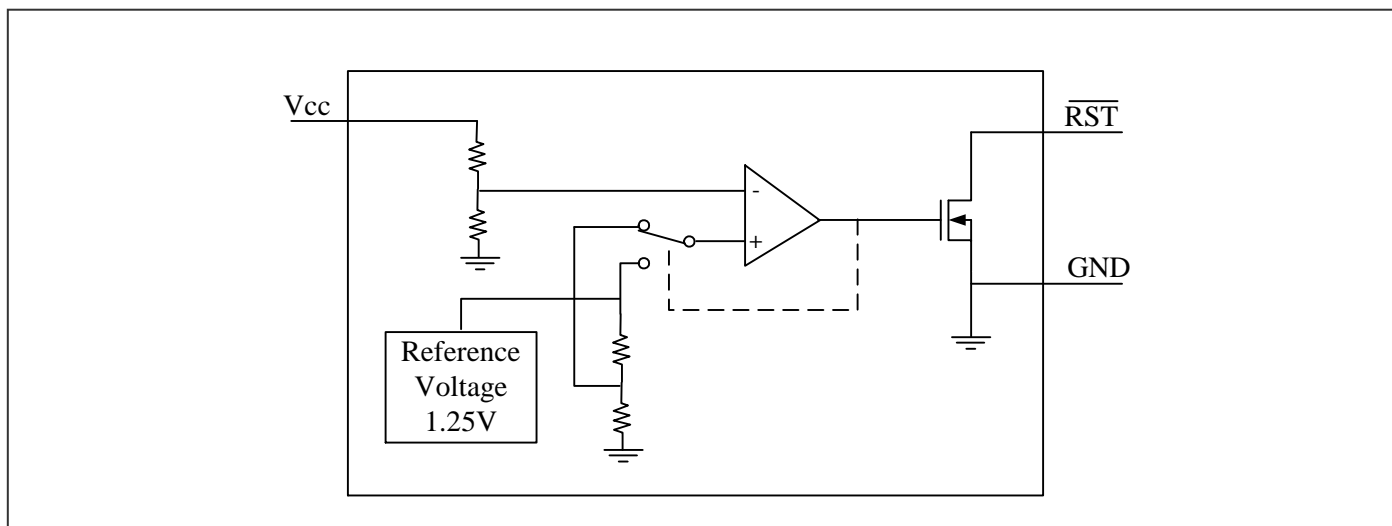 Vcc
RST
-
+
GND
Reference
Voltage
1.25V